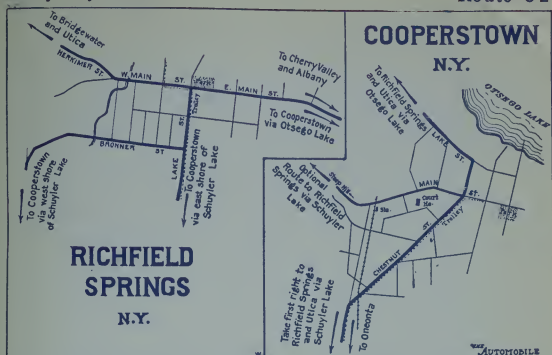 To Bridgewater
and Utica
HERKIMER ST.
W. MAIN ST. E. MAIN ST.
Park
Trolley
LAKE ST.
To Cherry Valley
and Albany
To Cooperstown
via Otsego Lake
BRONNER ST
To Cooperstown
via west shore
of Schuyler Lake
To Cooperstown
via east shore of
Schuyler Lake
RICHFIELD
SPRINGS
N.Y.
COOPERSTOWN
N.Y.
OTSEGO LAKE
To Richfield Springs
and Utica via
Otsego Lake
LAKE ST.
Optional
Route to Richfield
Springs via Schuyler
Lake
MAIN ST.
Sta.
Court
Ho.
Trolley
CHESTNUT ST.
Take first right to
Richfield Springs
and Utica via
Schuyler Lake
To Oneonta
THE
AUTOMOBILE